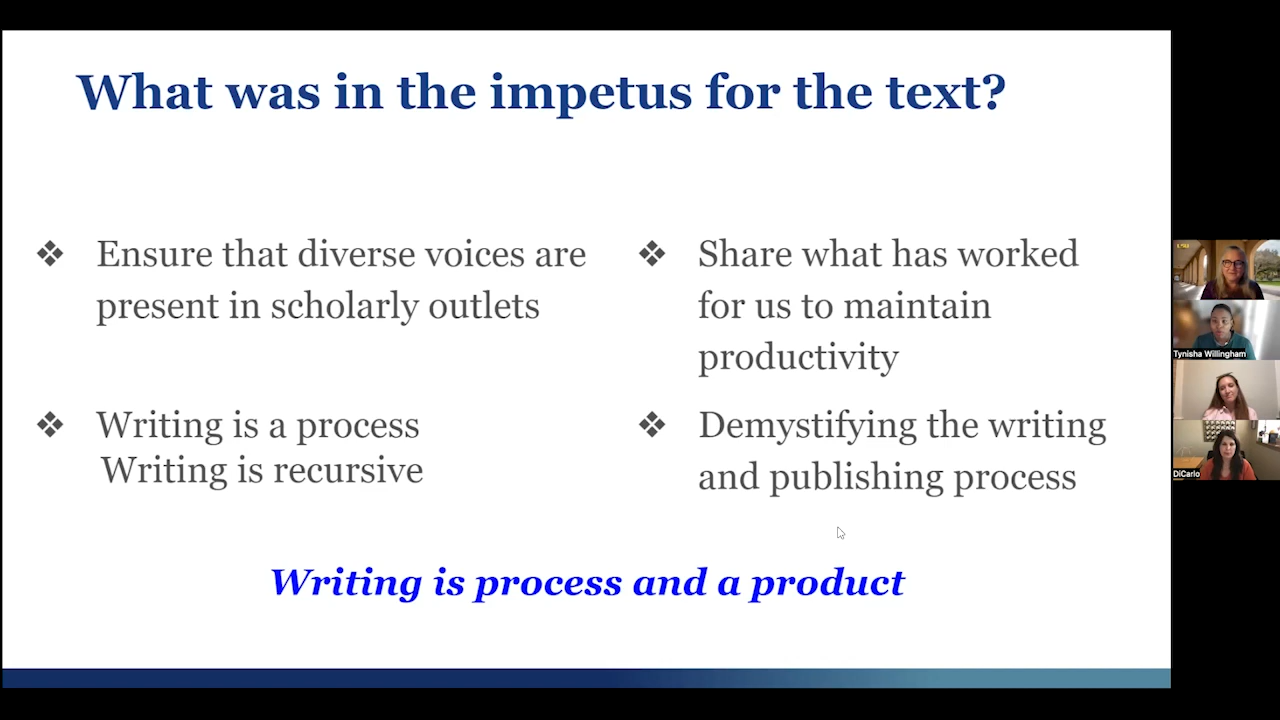 What was in the impetus for the text?
❖ Ensure that diverse voices are
present in scholarly outlets
❖ Writing is a process
Writing is recursive
❖ Share what has worked
for us to maintain
productivity
❖ Demystifying the writing
and publishing process
Writing is process and a product
Tynisha Willingham
DiCarlo